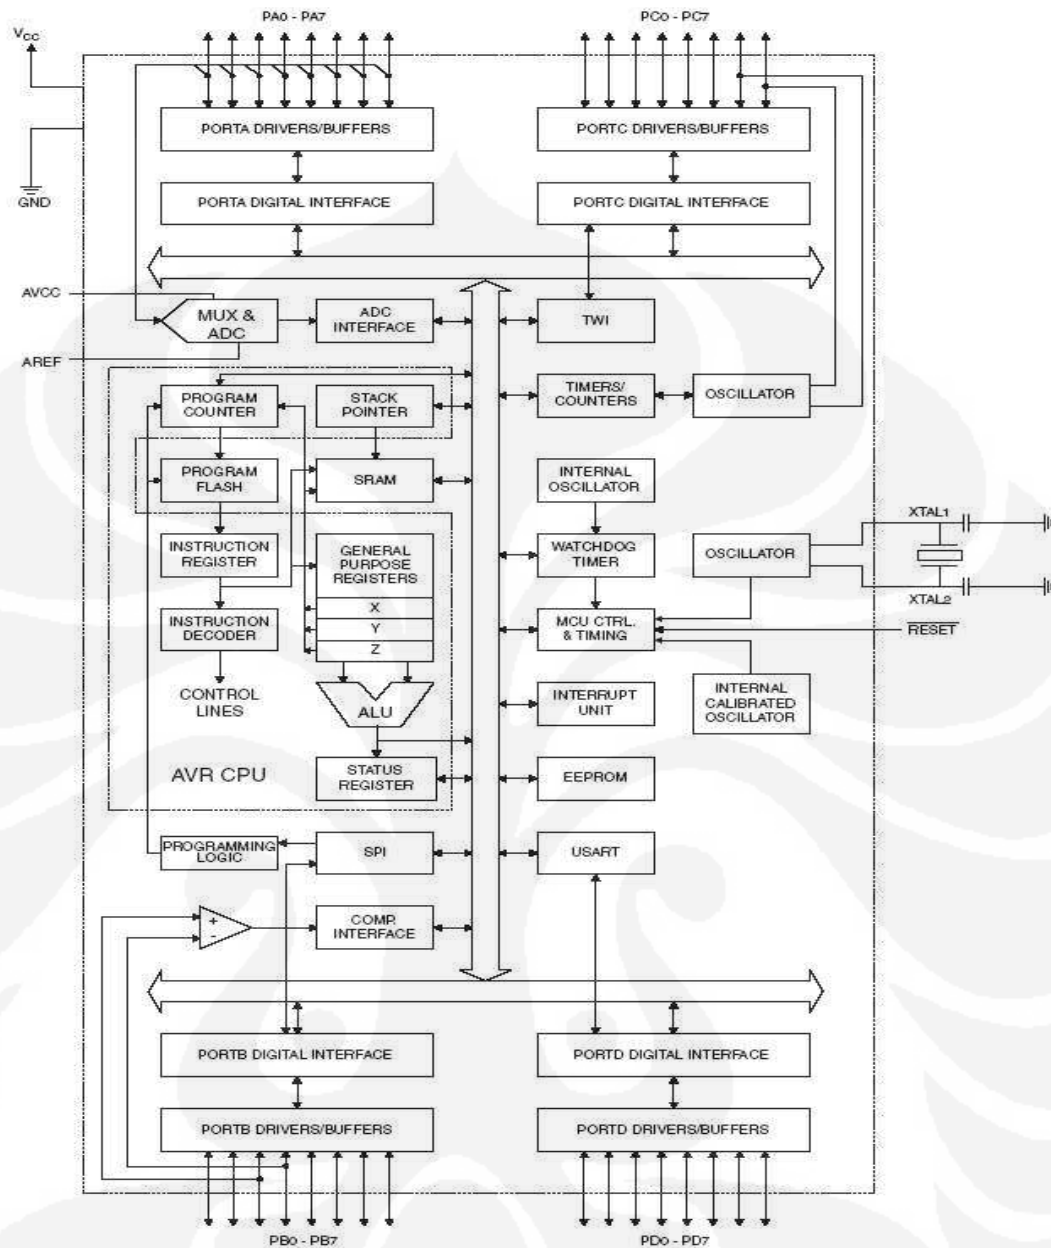 PA0 - PA7
PC0 - PC7
VCC
GND
PORTA DRIVERS/BUFFERS
PORTC DRIVERS/BUFFERS
PORTA DIGITAL INTERFACE
PORTC DIGITAL INTERFACE
AVCC
MUX &
ADC
ADC
INTERFACE
TWI
AREF
PROGRAM
COUNTER
STACK
POINTER
TIMERS/
COUNTERS
OSCILLATOR
PROGRAM
FLASH
SRAM
INTERNAL
OSCILLATOR
XTAL1
INSTRUCTION
REGISTER
GENERAL
PURPOSE
REGISTERS
WATCHDOG
TIMER
OSCILLATOR
XTAL2
X
Y
Z
INSTRUCTION
DECODER
MCU CTRL.
& TIMING
RESET
CONTROL
LINES
ALU
INTERRUPT
UNIT
INTERNAL
CALIBRATED
OSCILLATOR
AVR CPU
STATUS
REGISTER
EEPROM
PROGRAMMING
LOGIC
SPI
USART
+
-
COMP.
INTERFACE
PORTB DIGITAL INTERFACE
PORTD DIGITAL INTERFACE
PORTB DRIVERS/BUFFERS
PORTD DRIVERS/BUFFERS
PB0 - PB7
PD0 - PD7